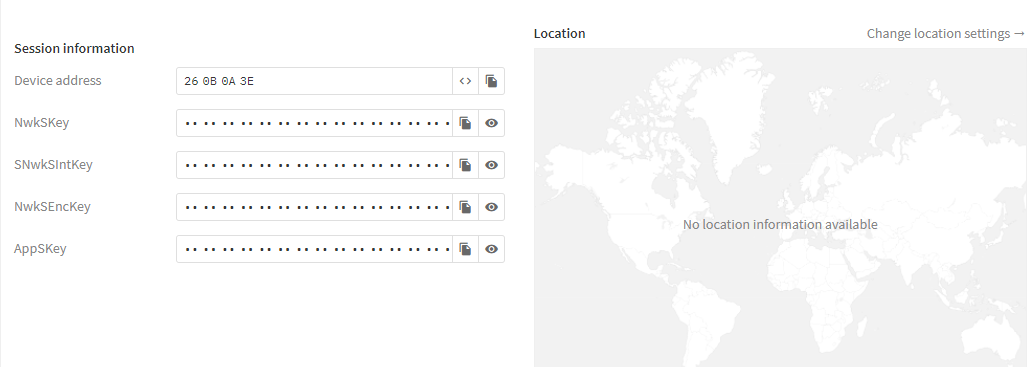 Session information
Device address
26 0B 0A 3E
NwkSKey
•• •• •• •• •• •• •• •• •• •• •• •• •• •• •
SNwkSIntKey
•• •• •• •• •• •• •• •• •• •• •• •• •• •• •
NwkSEncKey
•• •• •• •• •• •• •• •• •• •• •• •• •• •• •
AppSKey
•• •• •• •• •• •• •• •• •• •• •• •• •• •• •
Location
Change location settings →
No location information available